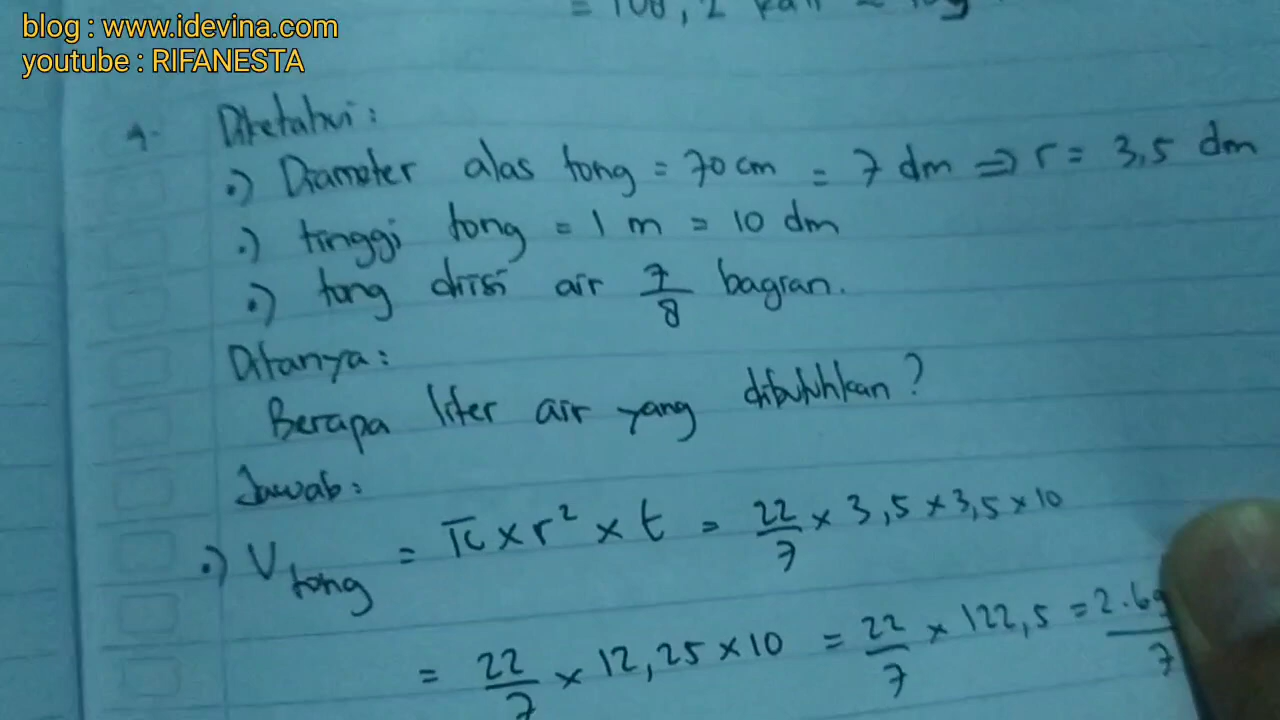 blog : www.idevina.com
youtube : RIFANESTA
= 108,2
4. Diketahui:
•) Diameter alas tong = 70 cm = 7 dm ⇒ r = 3,5 dm
•) tinggi tong = 1 m = 10 dm
•) tong diisi air 7/8 bagian.
Ditanya:
Berapa liter air yang dibutuhkan?
Jawab:
•) V tong = π × r² × t = 22/7 × 3,5 × 3,5 × 10
= 22/7 × 12,25 × 10 = 22/7 × 122,5 =